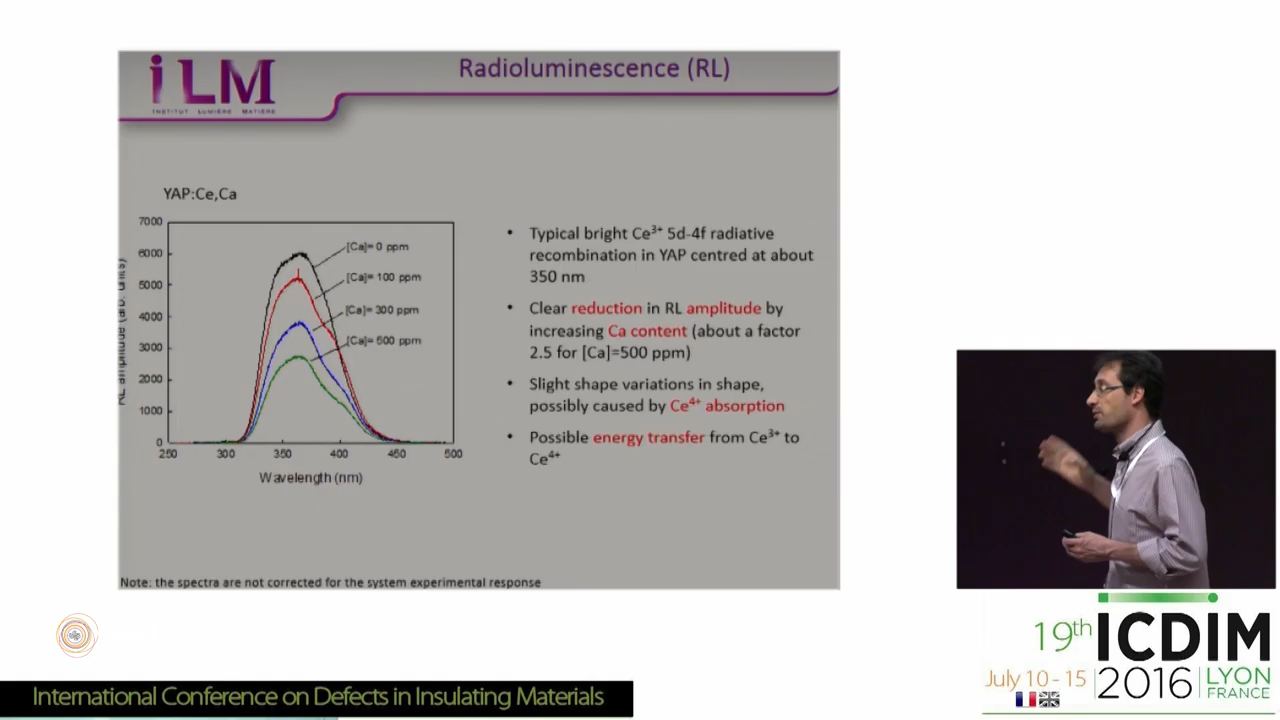 iLM
INSTITUT LUMIÈRE MATIÈRE
Radioluminescence (RL)
YAP:Ce,Ca
7000
6000
5000
4000
3000
2000
1000
0
RL amplitude (arb. units)
250 300 350 400 450 500
Wavelength (nm)
[Ca]= 0 ppm
[Ca]= 100 ppm
[Ca]= 300 ppm
[Ca]= 500 ppm
• Typical bright Ce³⁺ 5d-4f radiative
recombination in YAP centred at about
350 nm
• Clear reduction in RL amplitude by
increasing Ca content (about a factor
2.5 for [Ca]=500 ppm)
• Slight shape variations in shape,
possibly caused by Ce⁴⁺ absorption
• Possible energy transfer from Ce³⁺ to
Ce⁴⁺
Note: the spectra are not corrected for the system experimental response
19th ICDIM
July 10 - 15 2016 LYON
FRANCE
International Conference on Defects in Insulating Materials